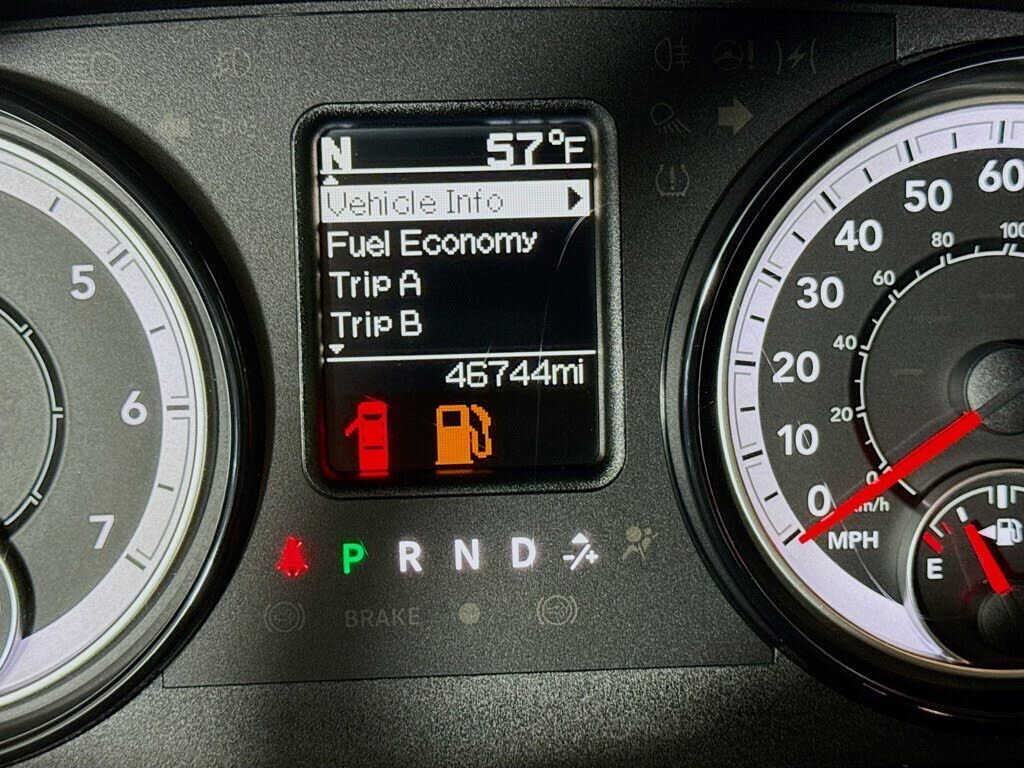 N 57°F
Vehicle Info
Fuel Economy
Trip A
Trip B
46744mi
P R N D -/+
BRAKE
5
6
7
0
10
20
30
40
50
60
MPH
0
20
40
60
80
100
km/h
E